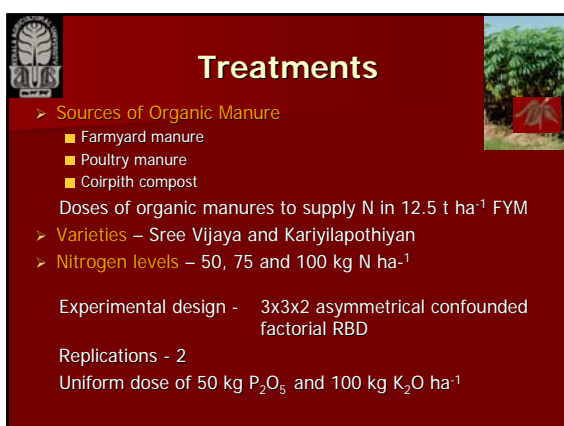 Treatments
➢ Sources of Organic Manure
■ Farmyard manure
■ Poultry manure
■ Coirpith compost
Doses of organic manures to supply N in 12.5 t ha⁻¹ FYM
➢ Varieties – Sree Vijaya and Kariyilapothiyan
➢ Nitrogen levels – 50, 75 and 100 kg N ha-¹
Experimental design - 3x3x2 asymmetrical confounded
factorial RBD
Replications - 2
Uniform dose of 50 kg P₂O₅ and 100 kg K₂O ha⁻¹